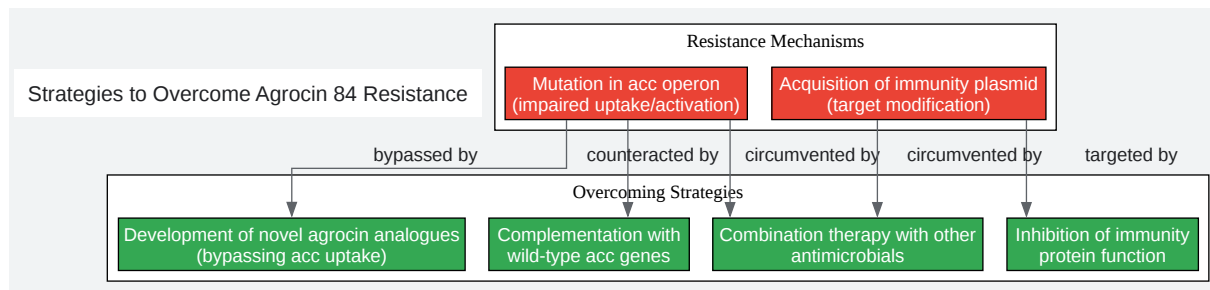 Strategies to Overcome Agrocin 84 Resistance
Resistance Mechanisms
Mutation in acc operon
(impaired uptake/activation)
Acquisition of immunity plasmid
(target modification)
bypassed by
counteracted by
circumvented by
circumvented by
targeted by
Overcoming Strategies
Development of novel agrocin analogues
(bypassing acc uptake)
Complementation with
wild-type acc genes
Combination therapy with other
antimicrobials
Inhibition of immunity
protein function